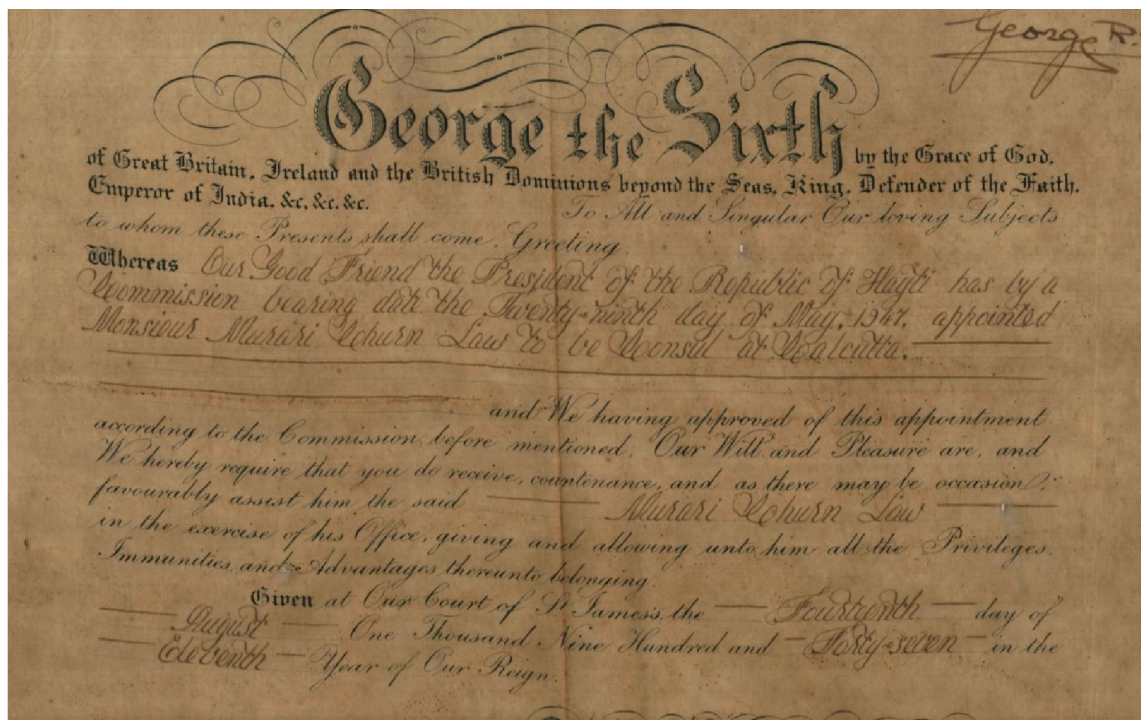 George R.
George the Sixth
by the Grace of God,
of Great Britain, Ireland and the British Dominions beyond the Seas, King, Defender of the Faith,
Emperor of India, &c. &c. &c.
To All and Singular Our loving Subjects
to whom these Presents shall come, Greeting
Whereas Our Good Friend the President of the Republic of Hayti has by a
Commission bearing date the Twenty-ninth day of May, 1947, appointed
Monsieur Murari Churn Law to be Consul at Calcutta.
and We having approved of this appointment
according to the Commission before mentioned, Our Will and Pleasure are, and
We hereby require that you do receive, countenance, and as there may be occasion
favourably assist him the said Murari Churn Law
in the exercise of his Office, giving and allowing unto him all the Privileges,
Immunities and Advantages thereunto belonging.
Given at Our Court of St James's, the Fourteenth day of
August One Thousand Nine Hundred and Forty-seven in the
Eleventh Year of Our Reign.